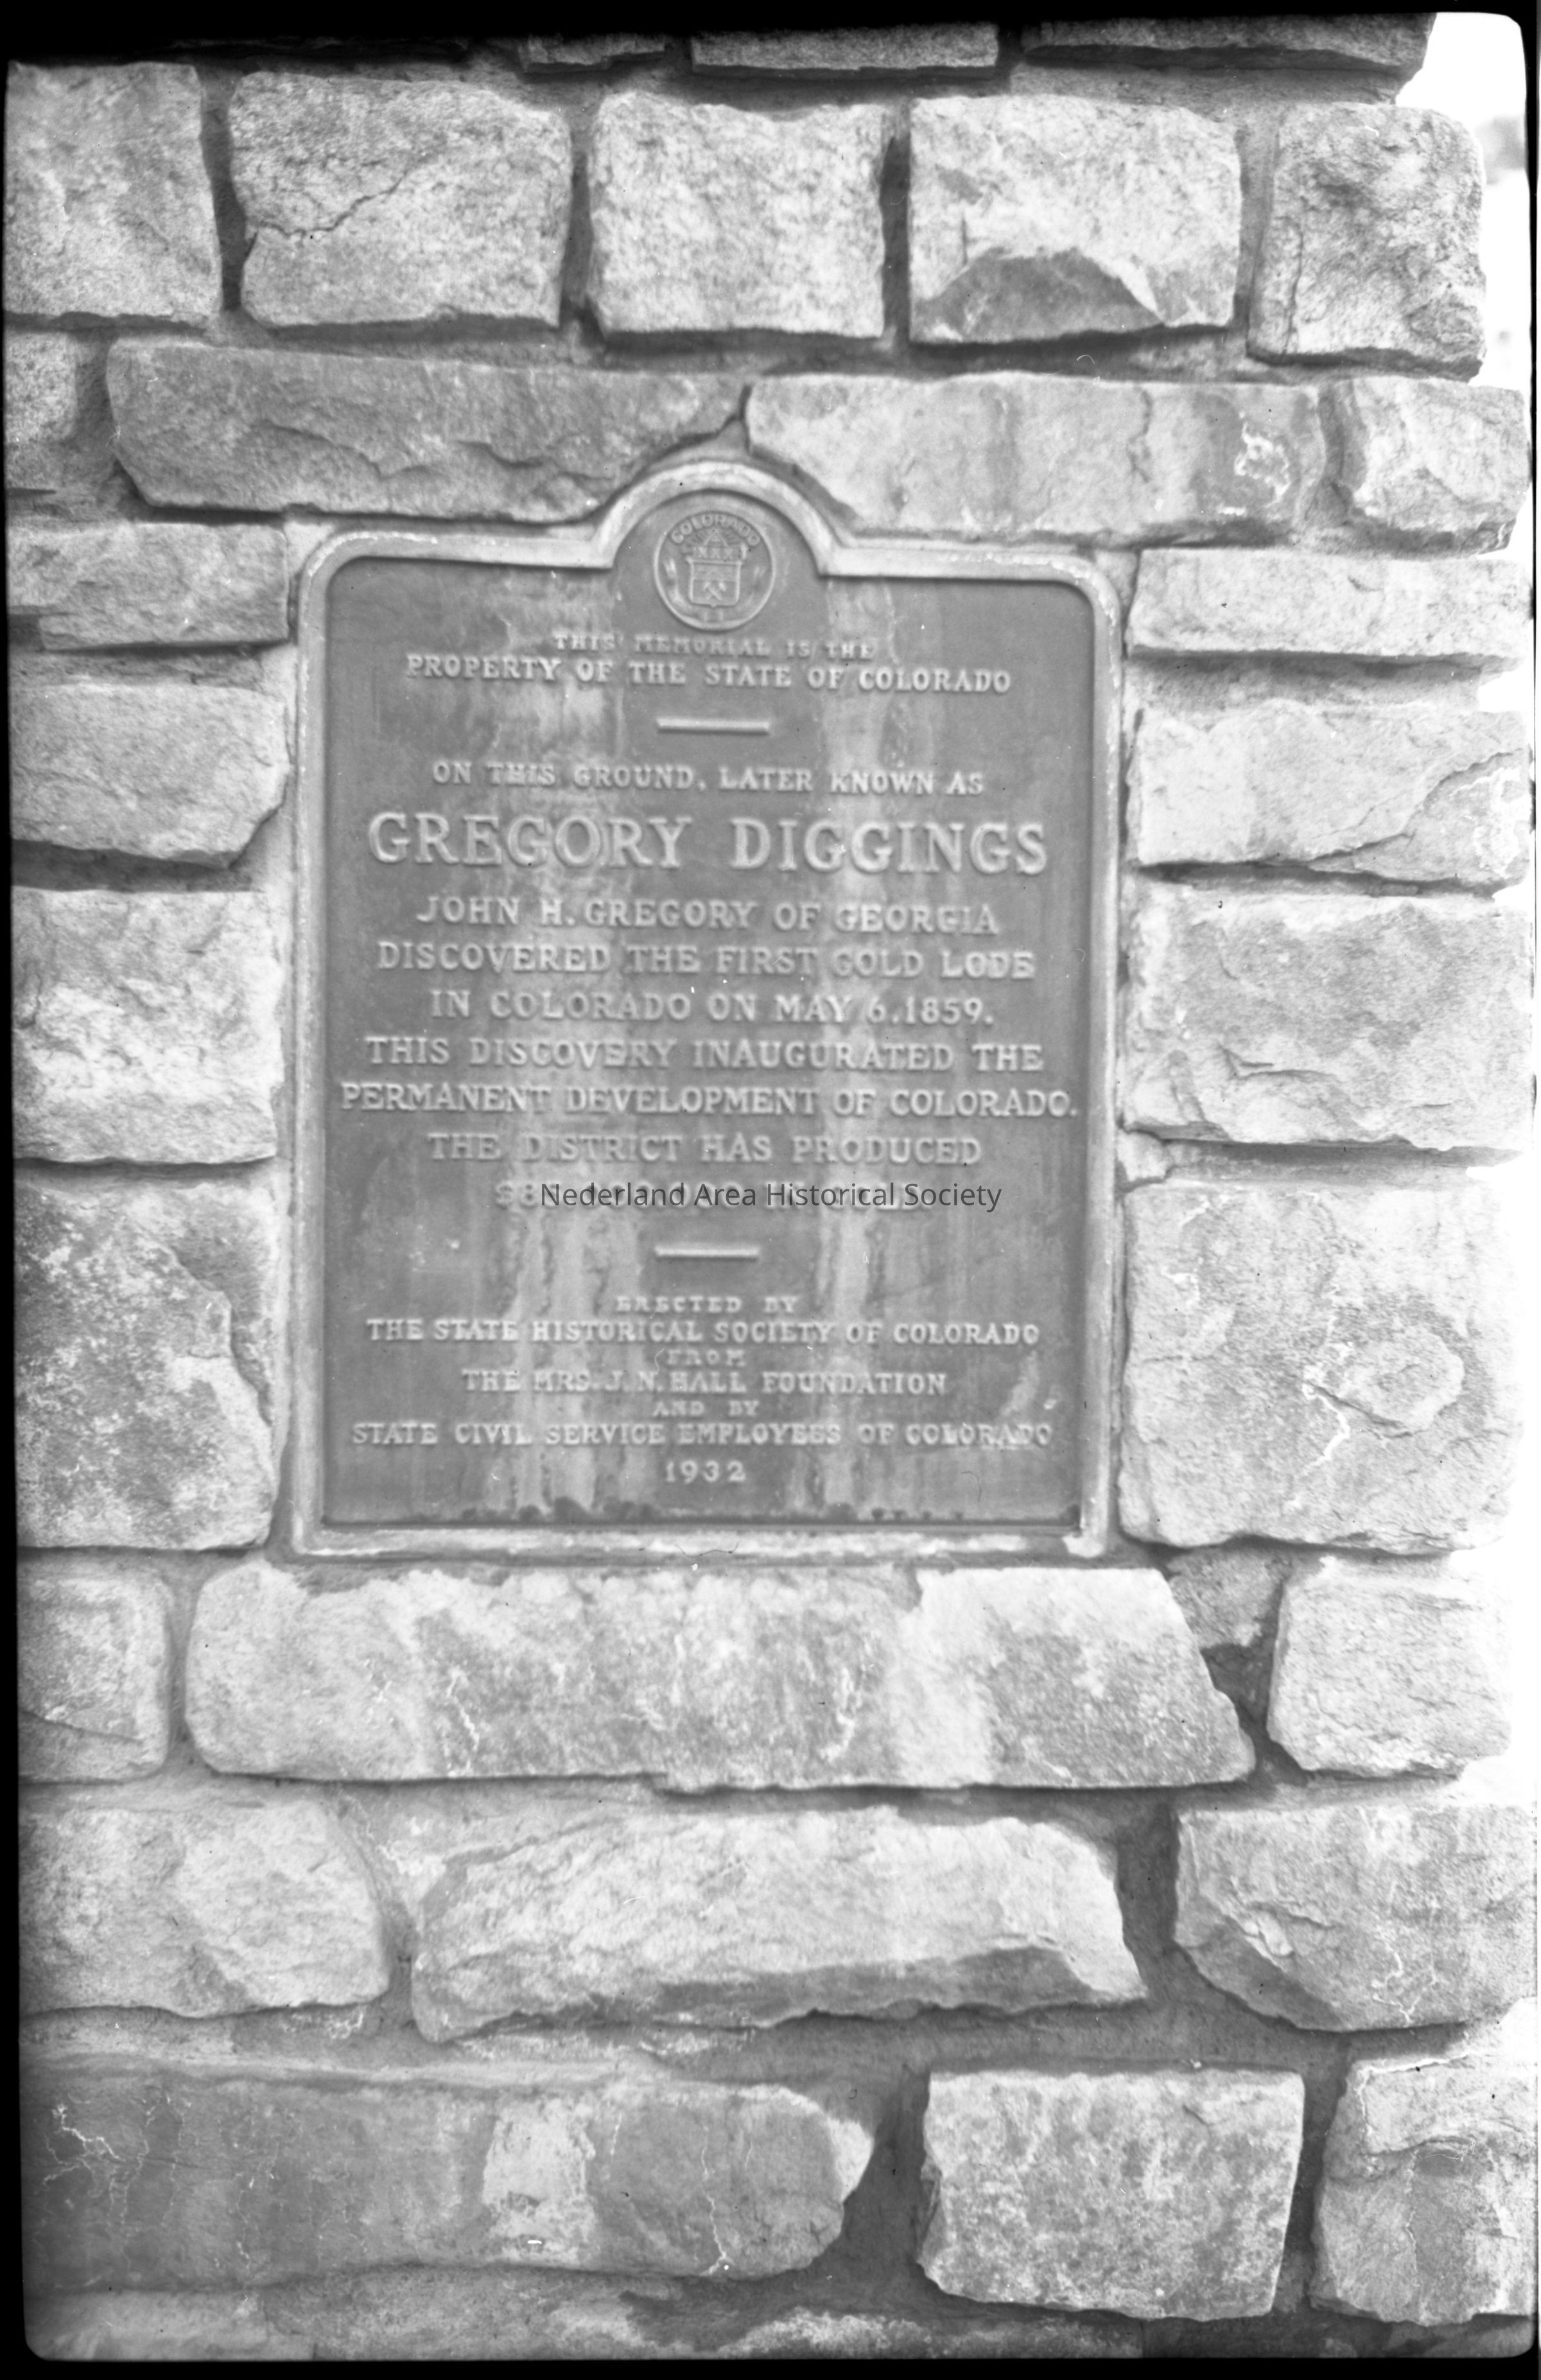 COLORADO
THIS MEMORIAL IS THE
PROPERTY OF THE STATE OF COLORADO
ON THIS GROUND, LATER KNOWN AS
GREGORY DIGGINGS
JOHN H. GREGORY OF GEORGIA
DISCOVERED THE FIRST GOLD LODE
IN COLORADO ON MAY 6, 1859.
THIS DISCOVERY INAUGURATED THE
PERMANENT DEVELOPMENT OF COLORADO.
THE DISTRICT HAS PRODUCED
Nederland Area Historical Society
ERECTED BY
THE STATE HISTORICAL SOCIETY OF COLORADO
FROM
THE MRS. J. N. HALL FOUNDATION
AND BY
STATE CIVIL SERVICE EMPLOYEES OF COLORADO
1932